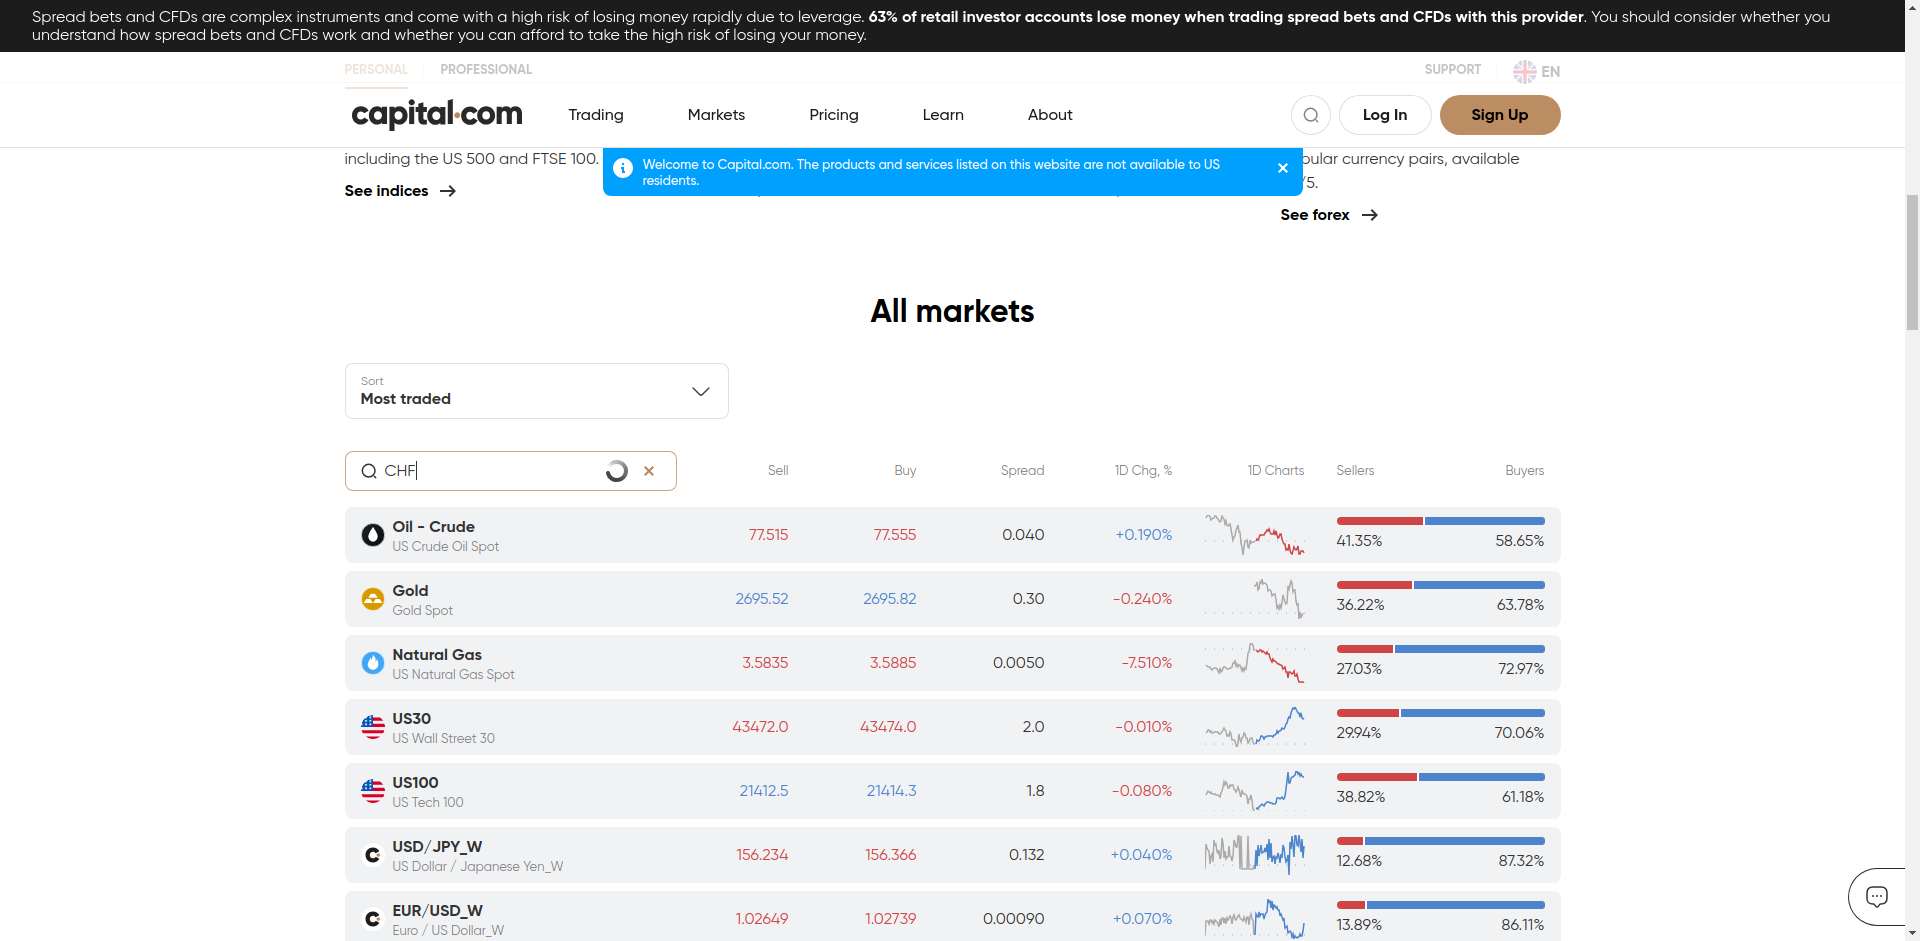 Spread bets and CFDs are complex instruments and come with a high risk of losing money rapidly due to leverage. 63% of retail investor accounts lose money when trading spread bets and CFDs with this provider. You should consider whether you
understand how spread bets and CFDs work and whether you can afford to take the high risk of losing your money.
PERSONAL PROFESSIONAL SUPPORT EN
capital.com Trading Markets Pricing Learn About Log In Sign Up
including the US 500 and FTSE 100.
See indices
Welcome to Capital.com. The products and services listed on this website are not available to US
residents.
pular currency pairs, available
/5.
See forex
All markets
Sort
Most traded
CHF Sell Buy Spread 1D Chg, % 1D Charts Sellers Buyers
Oil - Crude
US Crude Oil Spot
77.515 77.555 0.040 +0.190% 41.35% 58.65%
Gold
Gold Spot
2695.52 2695.82 0.30 -0.240% 36.22% 63.78%
Natural Gas
US Natural Gas Spot
3.5835 3.5885 0.0050 -7.510% 27.03% 72.97%
US30
US Wall Street 30
43472.0 43474.0 2.0 -0.010% 29.94% 70.06%
US100
US Tech 100
21412.5 21414.3 1.8 -0.080% 38.82% 61.18%
USD/JPY_W
US Dollar / Japanese Yen_W
156.234 156.366 0.132 +0.040% 12.68% 87.32%
EUR/USD_W
Euro / US Dollar_W
1.02649 1.02739 0.00090 +0.070% 13.89% 86.11%